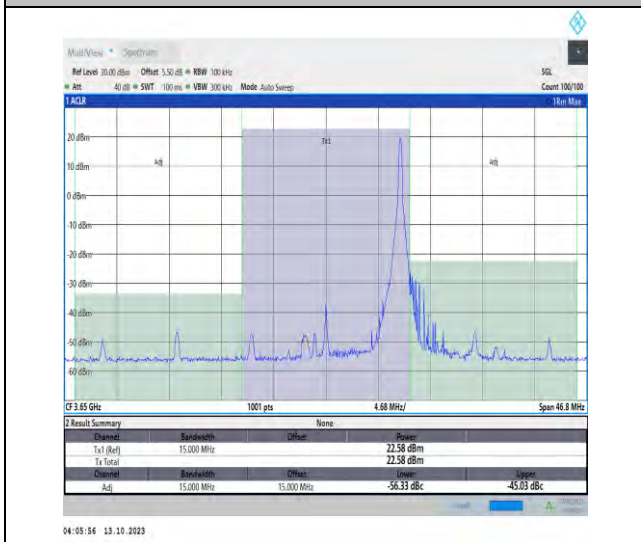 MultiView Spectrum
Ref Level 30.00 dBm Offset 5.50 dB RBW 100 kHz SGL
Att 40 dB SWT 100 ms VBW 300 kHz Mode Auto Sweep Count 100/100
1 ACLR 1Rm Max
Tx1
20 dBm
Adj Adj
10 dBm
0 dBm
-10 dBm
-20 dBm
-30 dBm
-40 dBm
-50 dBm
-60 dBm
CF 3.65 GHz 1001 pts 4.68 MHz/ Span 46.8 MHz
2 Result Summary None
Channel Bandwidth Offset Power
Tx1 (Ref) 15.000 MHz 22.58 dBm
Tx Total 22.58 dBm
Channel Bandwidth Offset Lower Upper
Adj 15.000 MHz 15.000 MHz -56.33 dBc -45.03 dBc
04:05:56 13.10.2023